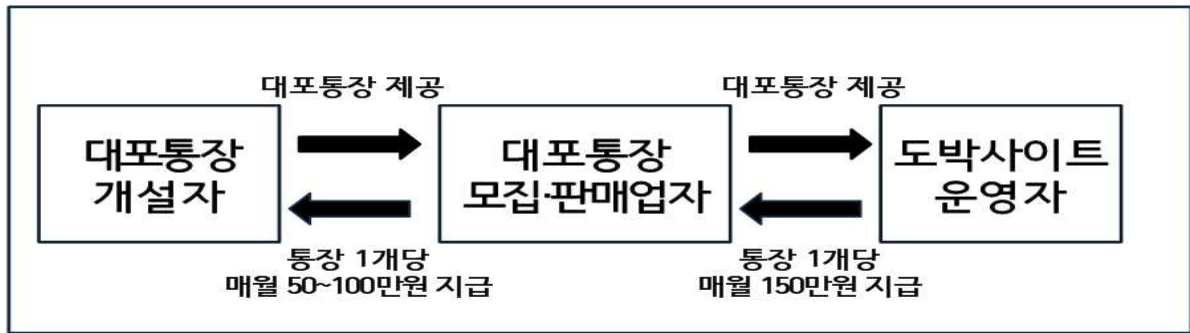 대포통장 제공
대포통장 제공
대포통장
개설자
대포통장
모집·판매업자
도박사이트
운영자
통장 1개당
매월 50~100만원 지급
통장 1개당
매월 150만원 지급